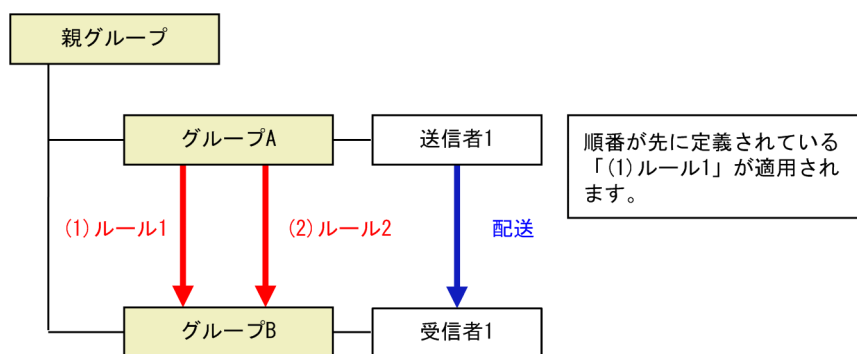 親グループ
グループA
送信者1
順番が先に定義されている
「(1)ルール1」が適用され
ます。
(1)ルール1
(2)ルール2
配送
グループB
受信者1